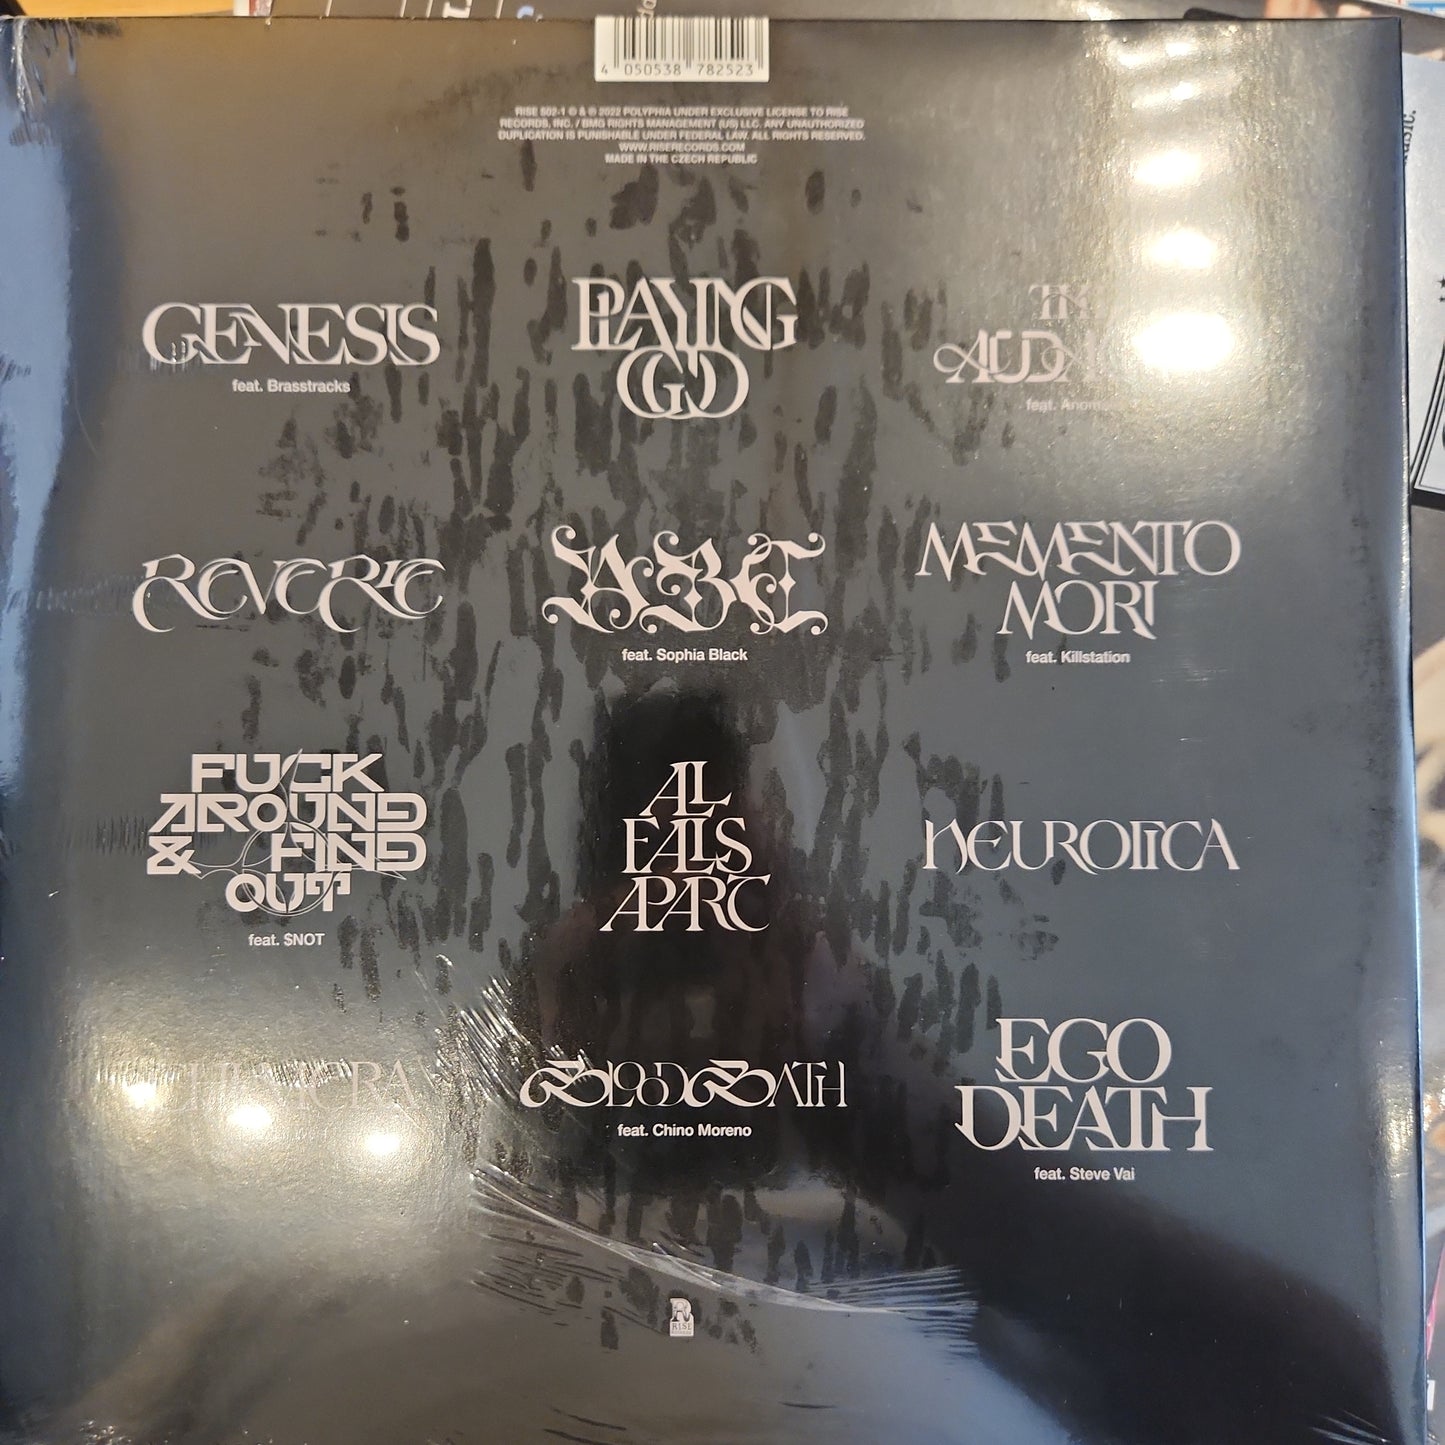 4 050538 782523
RISE 502-1 © & ℗ 2022 POLYPHIA UNDER EXCLUSIVE LICENSE TO RISE
RECORDS, INC. / BMG RIGHTS MANAGEMENT (US) LLC. ANY UNAUTHORIZED
DUPLICATION IS PUNISHABLE UNDER FEDERAL LAW. ALL RIGHTS RESERVED.
WWW.RISERECORDS.COM
MADE IN THE CZECH REPUBLIC
GENESIS
feat. Brasstracks
PLAYING
GOD
feat.
REVERIE
ABC
feat. Sophia Black
MEMENTO
MORI
feat. Killstation
FUCK
AROUND
& FIND
OUT
feat. $NOT
ALL
FALLS
APART
NEUROTICA
BLOODBATH
feat. Chino Moreno
EGO
DEATH
feat. Steve Vai
RISE
RECORDS